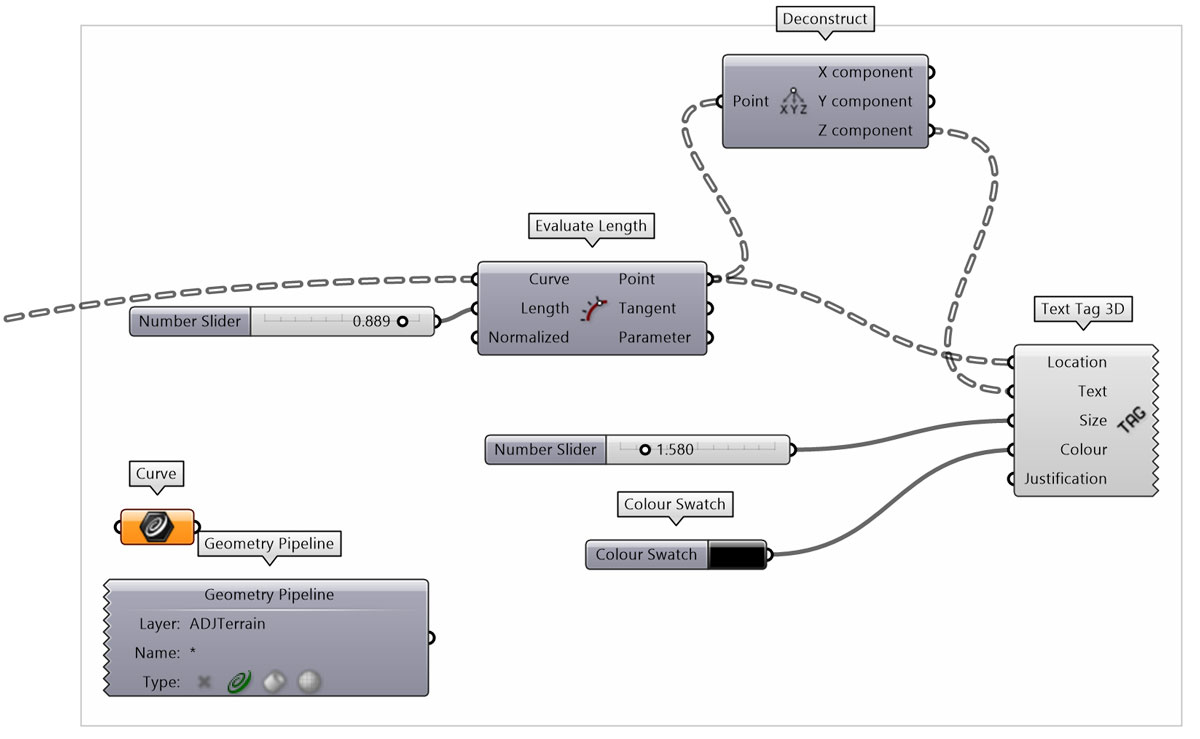 Deconstruct
X component
Point
XYZ
Y component
Z component
Evaluate Length
Curve
Point
Length
Tangent
Normalized
Parameter
Number Slider
0.889
Text Tag 3D
Location
Text
Size
Colour
Justification
TAG
Number Slider
1.580
Curve
Colour Swatch
Colour Swatch
Geometry Pipeline
Geometry Pipeline
Layer: ADJTerrain
Name: *
Type: